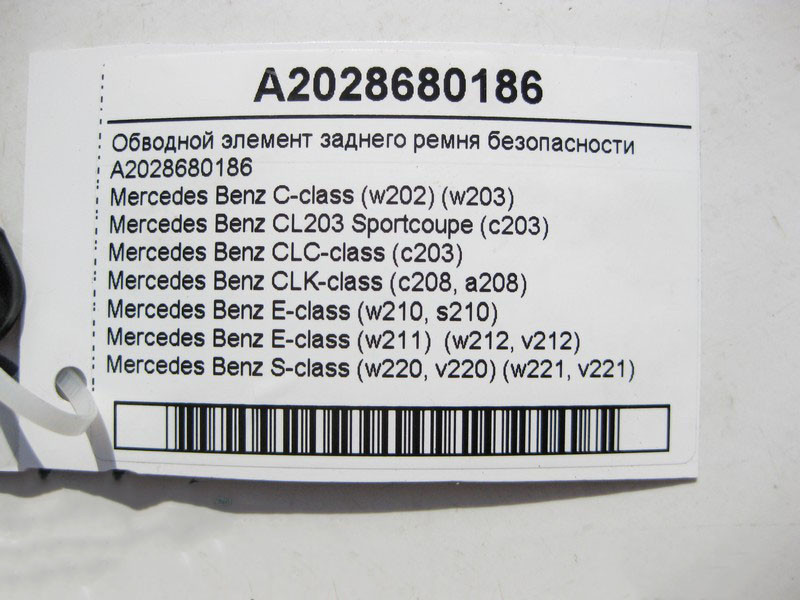 A2028680186
Обводной элемент заднего ремня безопасности
A2028680186
Mercedes Benz C-class (w202) (w203)
Mercedes Benz CL203 Sportcoupe (c203)
Mercedes Benz CLC-class (c203)
Mercedes Benz CLK-class (c208, a208)
Mercedes Benz E-class (w210, s210)
Mercedes Benz E-class (w211) (w212, v212)
Mercedes Benz S-class (w220, v220) (w221, v221)